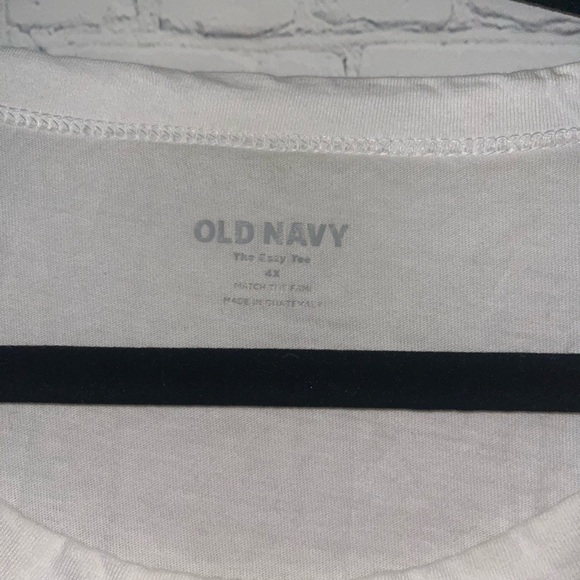 OLD NAVY
The Easy Tee
4X
MADE IN GUATEMALA